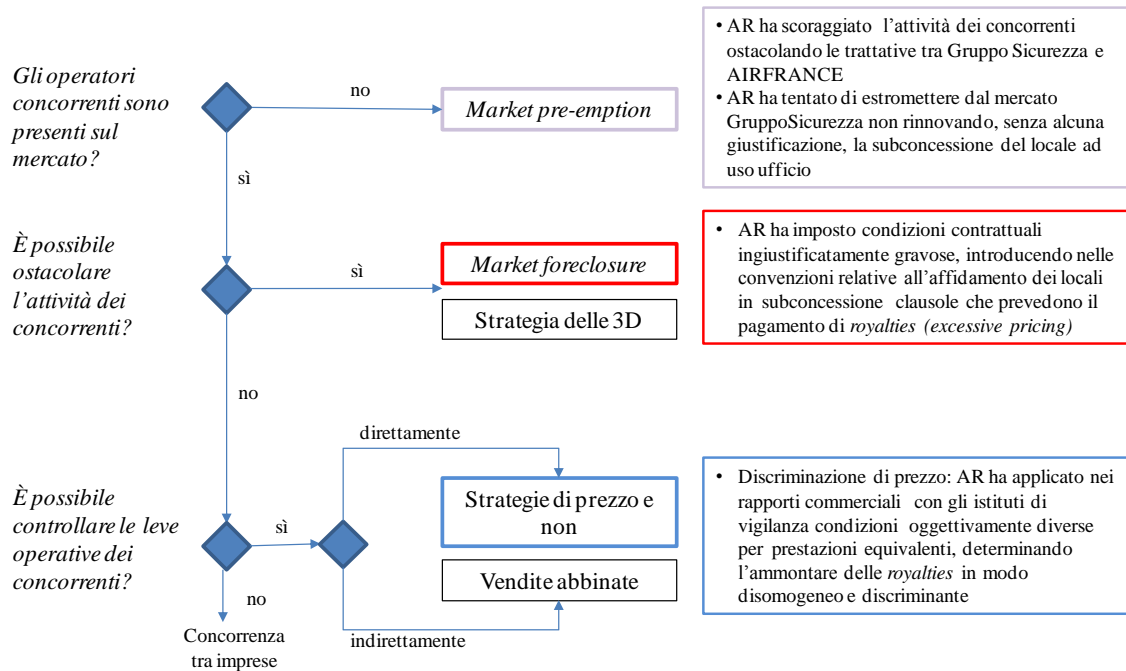 Gli operatori
concorrenti sono
presenti sul
mercato?
no
Market pre-emption
• AR ha scoraggiato l'attività dei concorrenti
ostacolando le trattative tra Gruppo Sicurezza e
AIRFRANCE
• AR ha tentato di estromettere dal mercato
GruppoSicurezza non rinnovando, senza alcuna
giustificazione, la subconcessione del locale ad
uso ufficio
sì
È possibile
ostacolare
l'attività dei
concorrenti?
sì
Market foreclosure
Strategia delle 3D
• AR ha imposto condizioni contrattuali
ingiustificatamente gravose, introducendo nelle
convenzioni relative all'affidamento dei locali
in subconcessione clausole che prevedono il
pagamento di royalties (excessive pricing)
no
direttamente
È possibile
controllare le leve
operative dei
concorrenti?
sì
Strategie di prezzo e
non
Vendite abbinate
• Discriminazione di prezzo: AR ha applicato nei
rapporti commerciali con gli istituti di
vigilanza condizioni oggettivamente diverse
per prestazioni equivalenti, determinando
l'ammontare delle royalties in modo
disomogeneo e discriminante
no
indirettamente
Concorrenza
tra imprese